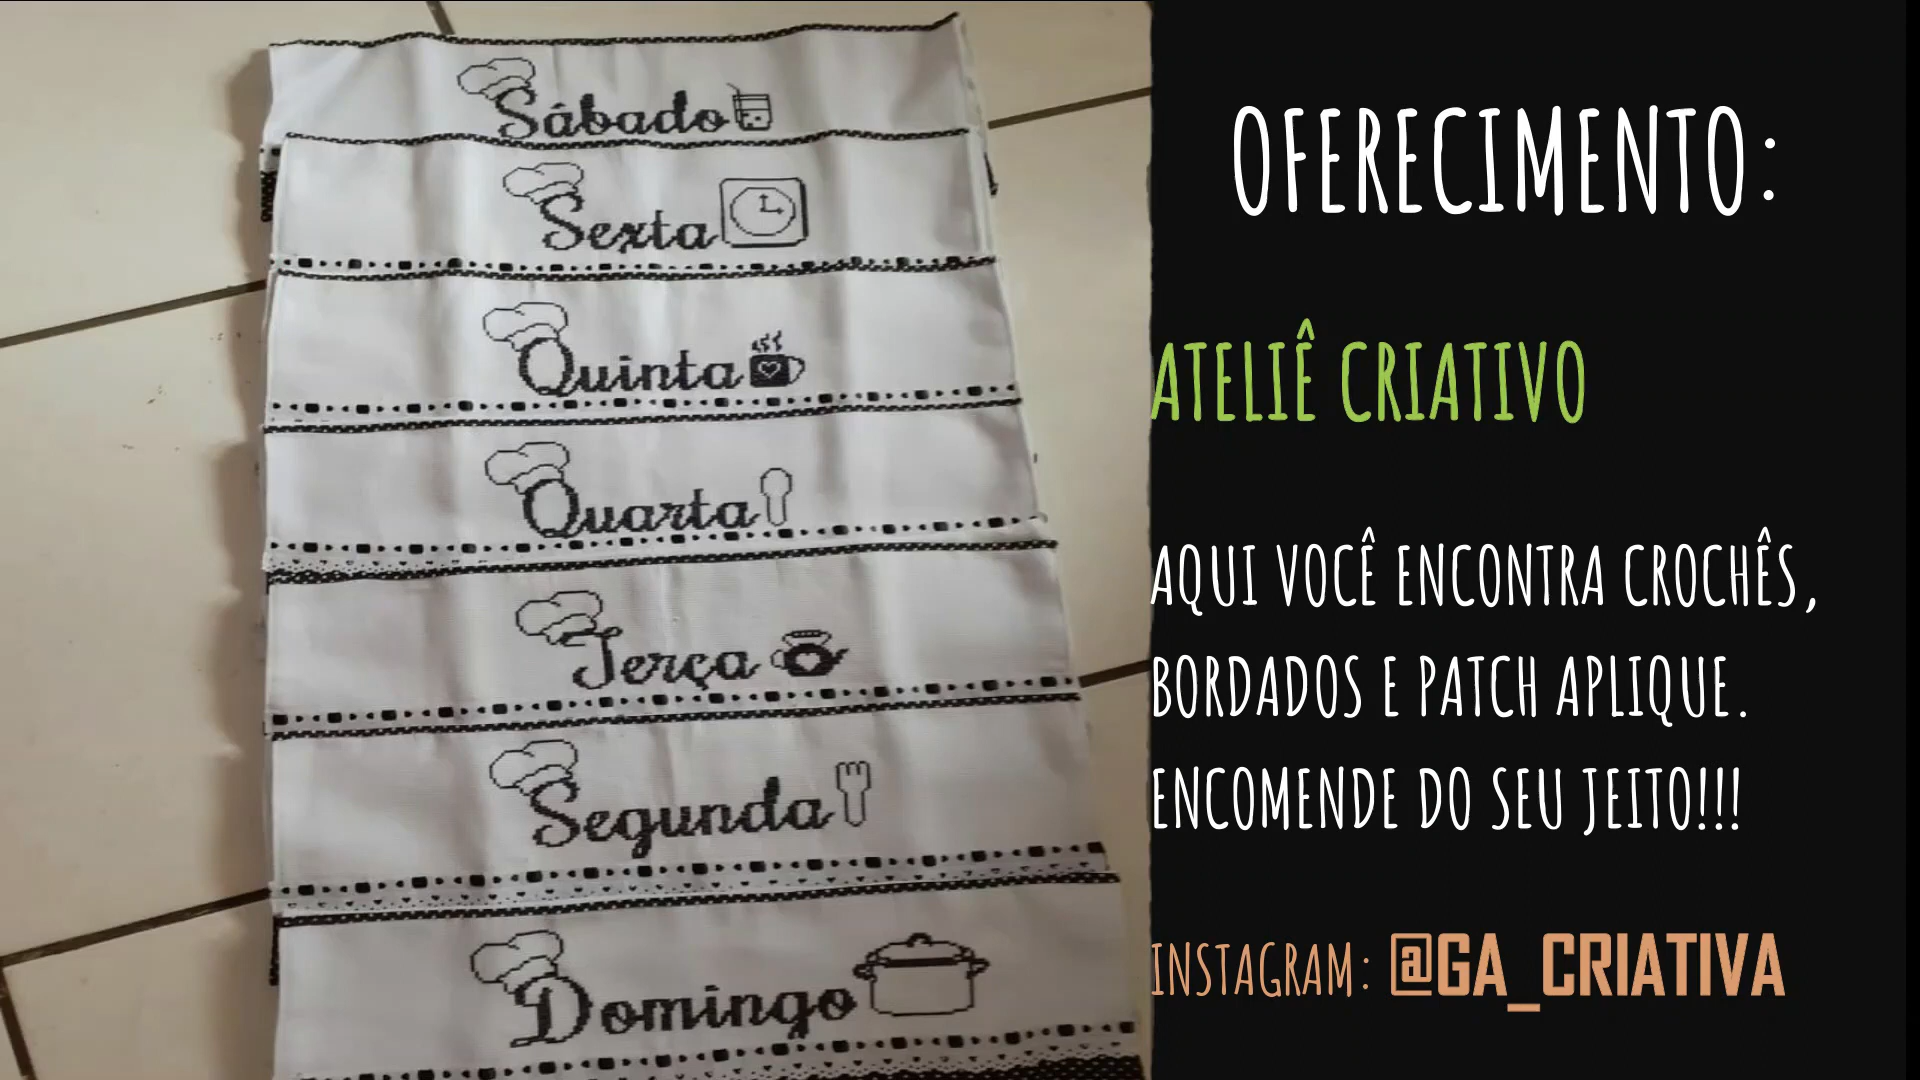 Sábado
Sexta
Quinta
Quarta
Terça
Segunda
Domingo
OFERECIMENTO:
ATELIÊ CRIATIVO
AQUI VOCÊ ENCONTRA CROCHÊS,
BORDADOS E PATCH APLIQUE.
ENCOMENDE DO SEU JEITO!!!
INSTAGRAM: @GA_CRIATIVA